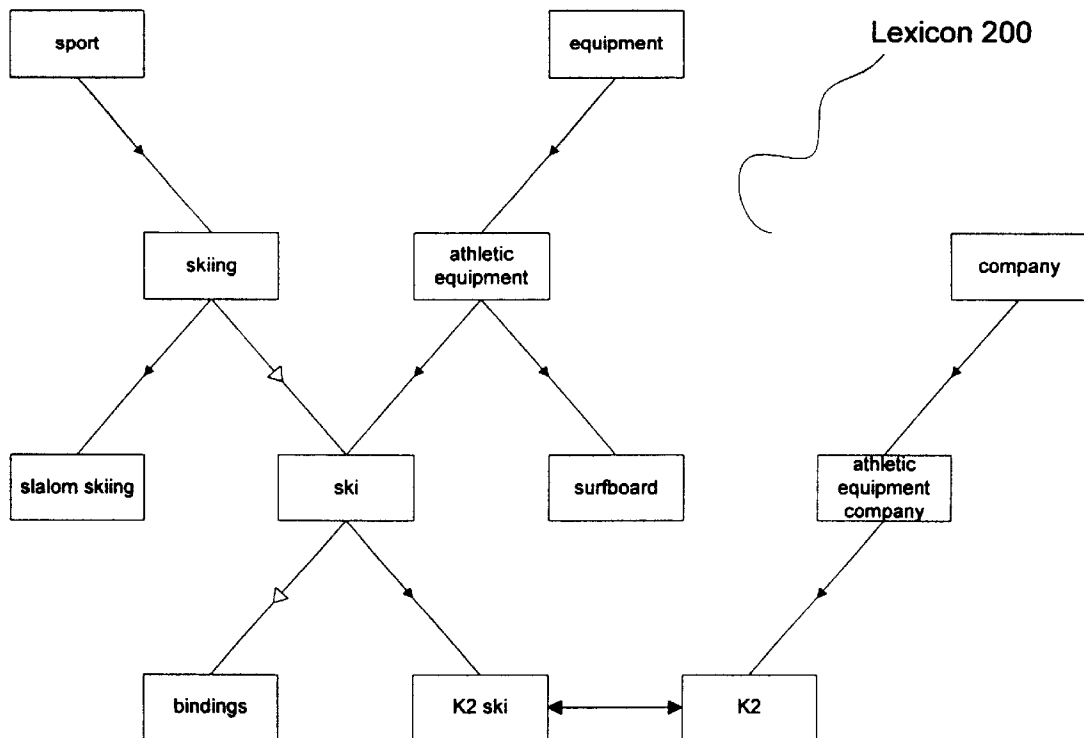 sport
equipment
Lexicon 200
skiing
athletic
equipment
company
slalom skiing
ski
surfboard
athletic
equipment
company
bindings
K2 ski
K2